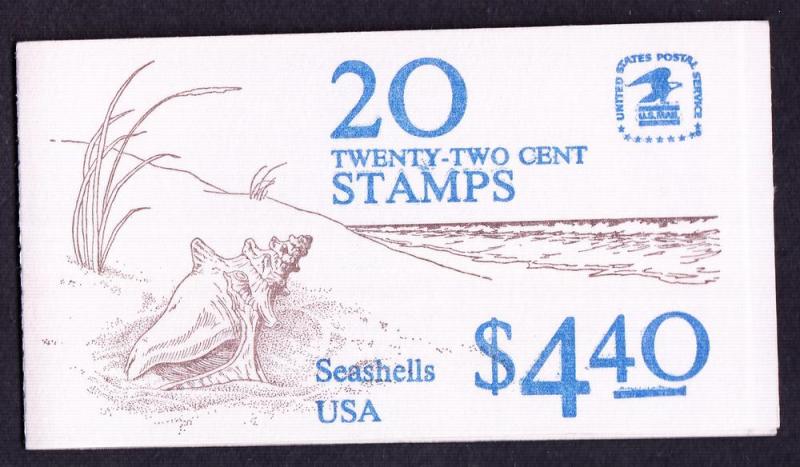 20
TWENTY-TWO CENT
STAMPS
UNITED STATES POSTAL SERVICE
U.S. MAIL
Seashells
USA
$4.40